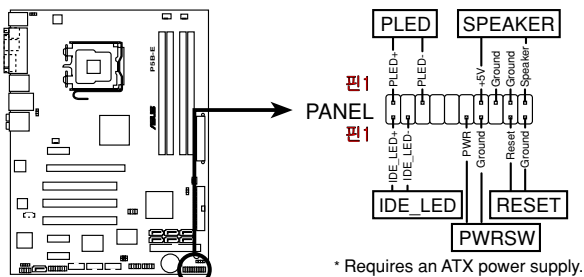 PLED SPEAKER
PLED+
PLED-
+5V
Ground
Ground
Speaker
핀1
PANEL
핀1
IDE_LED+
IDE_LED-
PWR
Ground
Reset
Ground
IDE_LED RESET
PWRSW
* Requires an ATX power supply.
P5B-E
ASUS